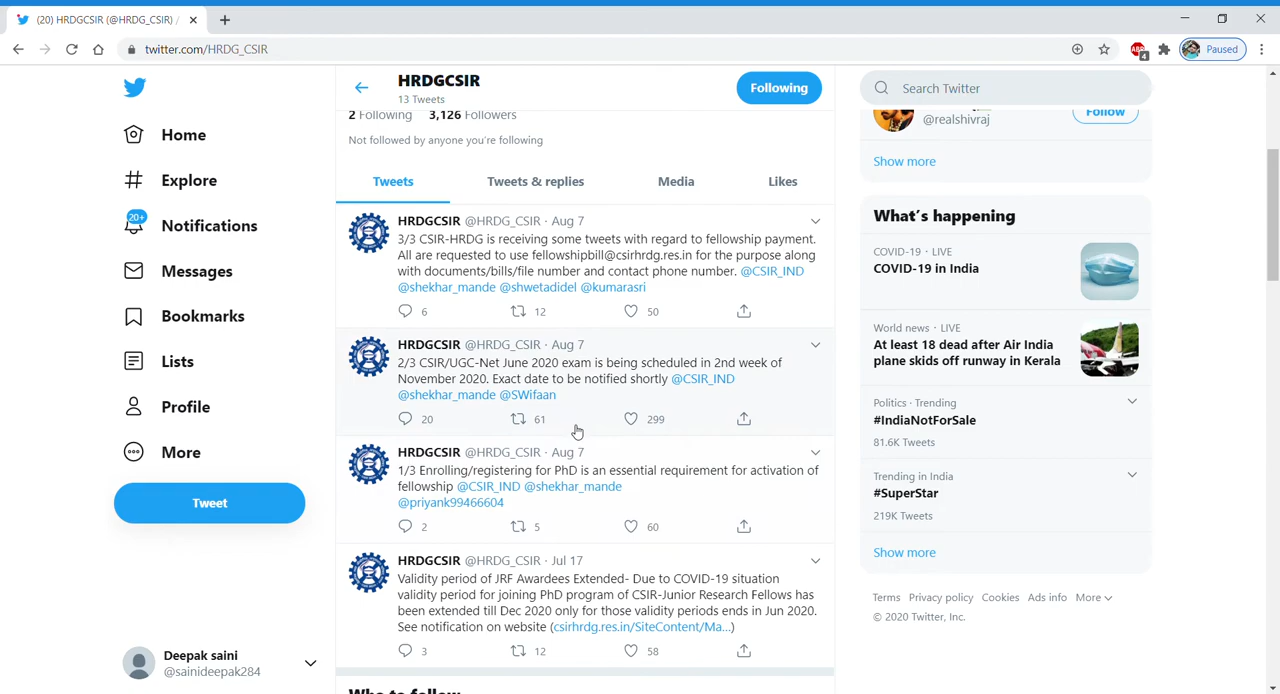 (20) HRDGCSIR (@HRDG_CSIR) /
twitter.com/HRDG_CSIR
ABP
4
Paused
Home
Explore
20+
Notifications
Messages
Bookmarks
Lists
Profile
More
Tweet
Deepak saini
@sainideepak284
HRDGCSIR
13 Tweets
Following
2 Following 3,126 Followers
Not followed by anyone you're following
Tweets Tweets & replies Media Likes
HRDGCSIR @HRDG_CSIR · Aug 7
3/3 CSIR-HRDG is receiving some tweets with regard to fellowship payment.
All are requested to use fellowshipbill@csirhrdg.res.in for the purpose along
with documents/bills/file number and contact phone number. @CSIR_IND
@shekhar_mande @shwetadidel @kumarasri
6 12 50
HRDGCSIR @HRDG_CSIR · Aug 7
2/3 CSIR/UGC-Net June 2020 exam is being scheduled in 2nd week of
November 2020. Exact date to be notified shortly @CSIR_IND
@shekhar_mande @SWifaan
20 61 299
HRDGCSIR @HRDG_CSIR · Aug 7
1/3 Enrolling/registering for PhD is an essential requirement for activation of
fellowship @CSIR_IND @shekhar_mande
@priyank99466604
2 5 60
HRDGCSIR @HRDG_CSIR · Jul 17
Validity period of JRF Awardees Extended- Due to COVID-19 situation
validity period for joining PhD program of CSIR-Junior Research Fellows has
been extended till Dec 2020 only for those validity periods ends in Jun 2020.
See notification on website (csirhrdg.res.in/SiteContent/Ma...)
3 12 58
Who to follow
Search Twitter
@realshivraj
Follow
Show more
What's happening
COVID-19 · LIVE
COVID-19 in India
World news · LIVE
At least 18 dead after Air India
plane skids off runway in Kerala
Politics · Trending
#IndiaNotForSale
81.6K Tweets
Trending in India
#SuperStar
219K Tweets
Show more
Terms Privacy policy Cookies Ads info More
© 2020 Twitter, Inc.